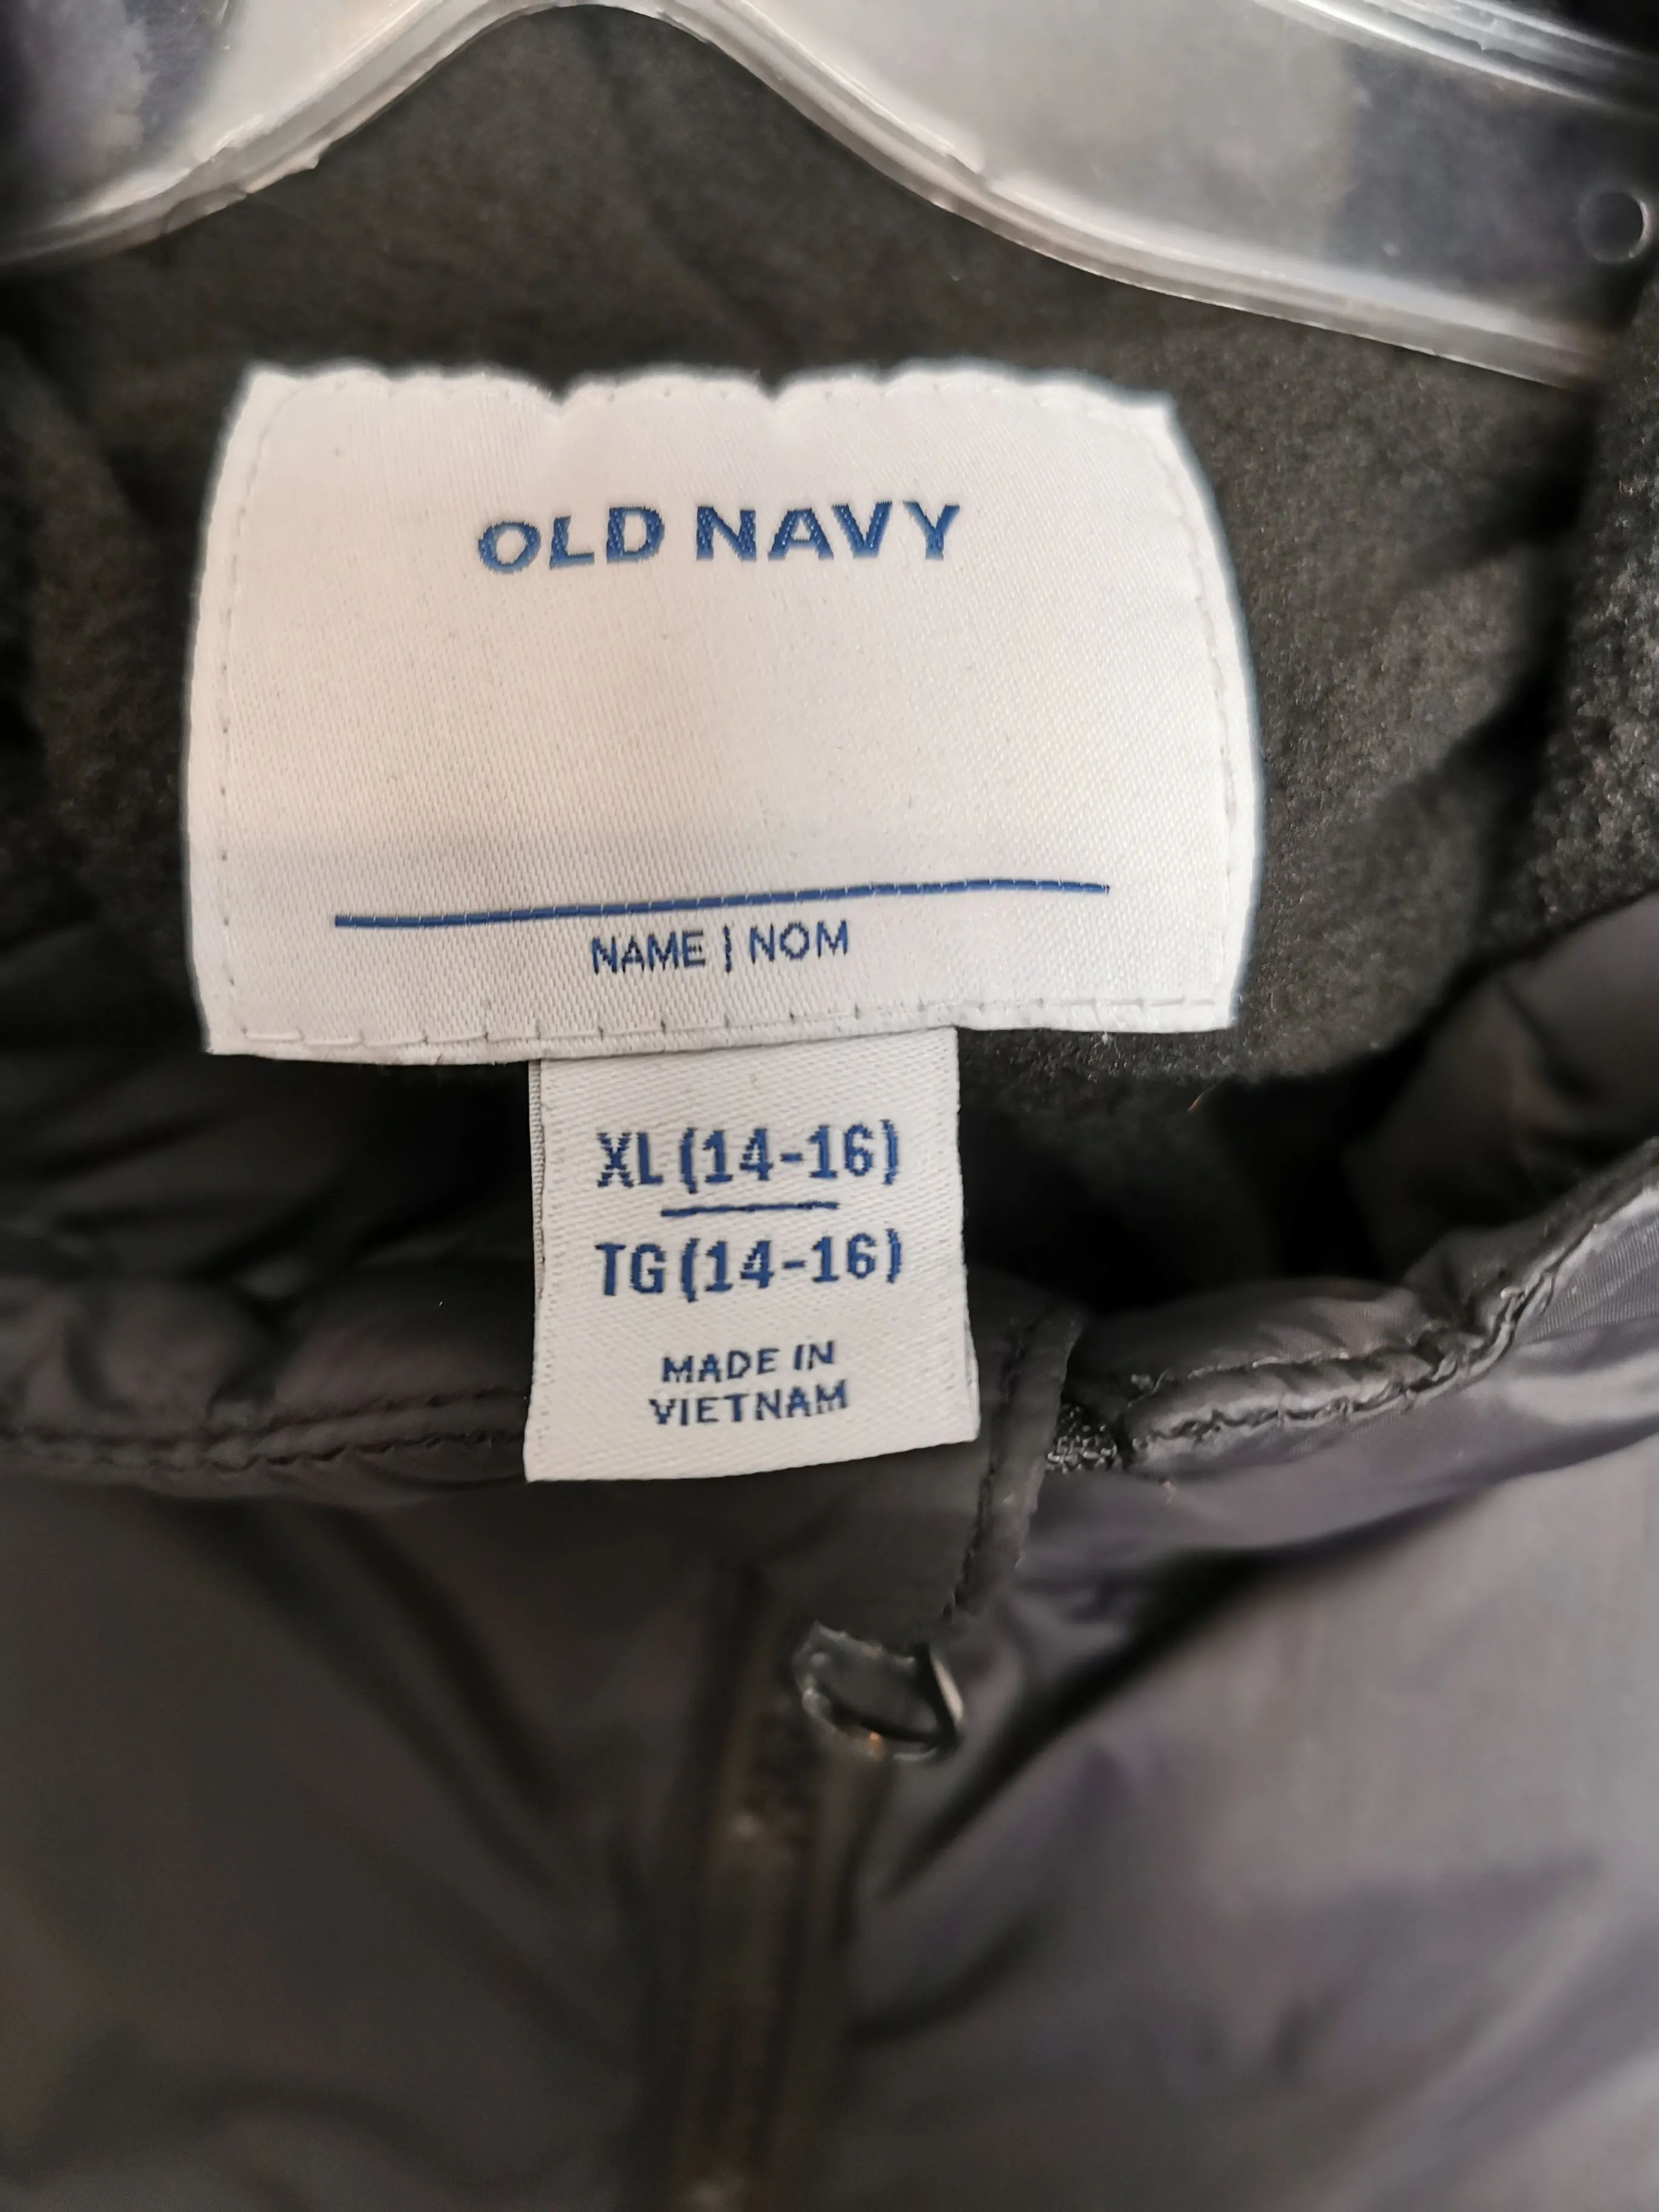 OLD NAVY
NAME | NOM
XL (14-16)
TG (14-16)
MADE IN
VIETNAM